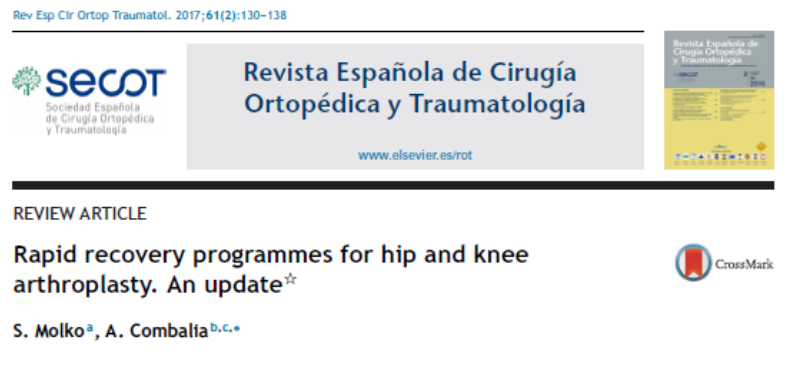 Rev Esp Cir Ortop Traumatol. 2017;61(2):130-138
secot
Sociedad Española
de Cirugía Ortopédica
y Traumatología
Revista Española de Cirugía
Ortopédica y Traumatología
www.elsevier.es/rot
Revista Española de
Cirugía Ortopédica
y Traumatología
REVIEW ARTICLE
Rapid recovery programmes for hip and knee
arthroplasty. An update☆
CrossMark
S. Molkoᵃ, A. Combaliaᵇ,ᶜ,*